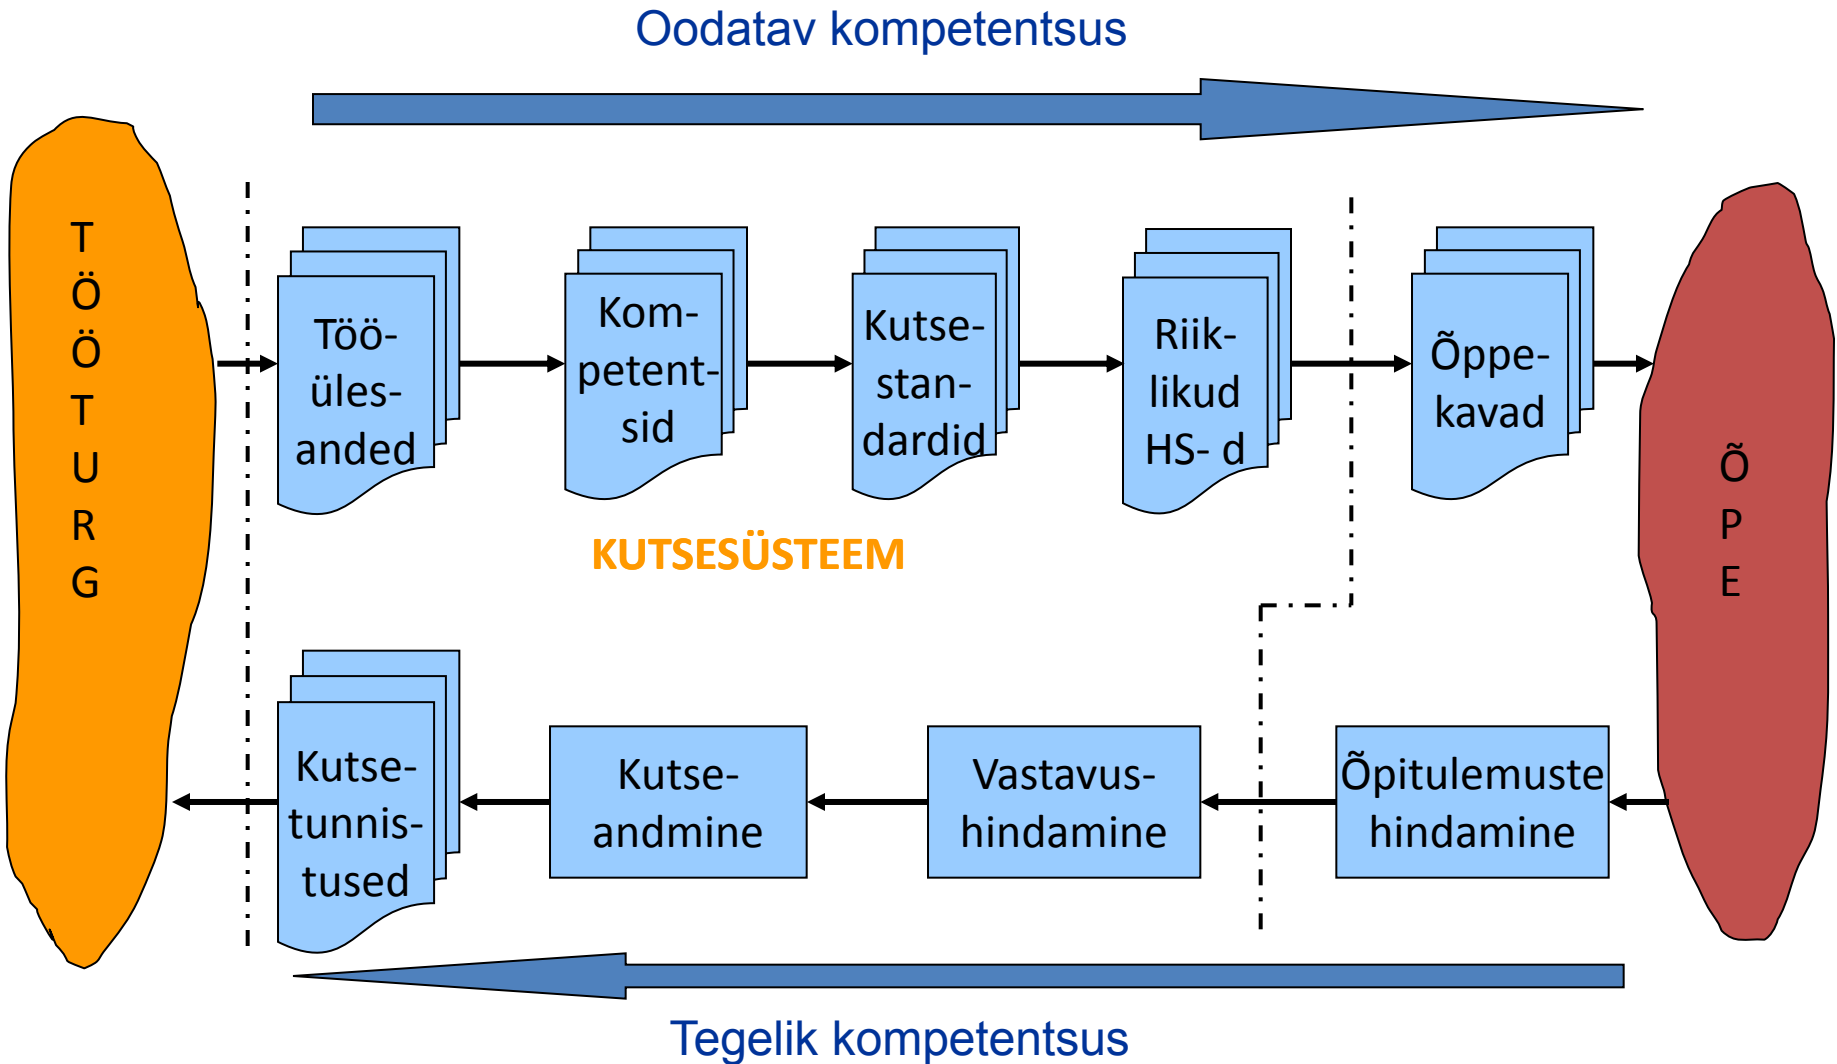 Oodatav kompetentsus
T
Ö
Ö
T
U
R
G
Töö-
üles-
anded
Kom-
petent-
sid
Kutse-
stan-
dardid
Riik-
likud
HS- d
Õppe-
kavad
Õ
P
E
KUTSESÜSTEEM
Kutse-
tunnis-
tused
Kutse-
andmine
Vastavus-
hindamine
Õpitulemuste
hindamine
Tegelik kompetentsus